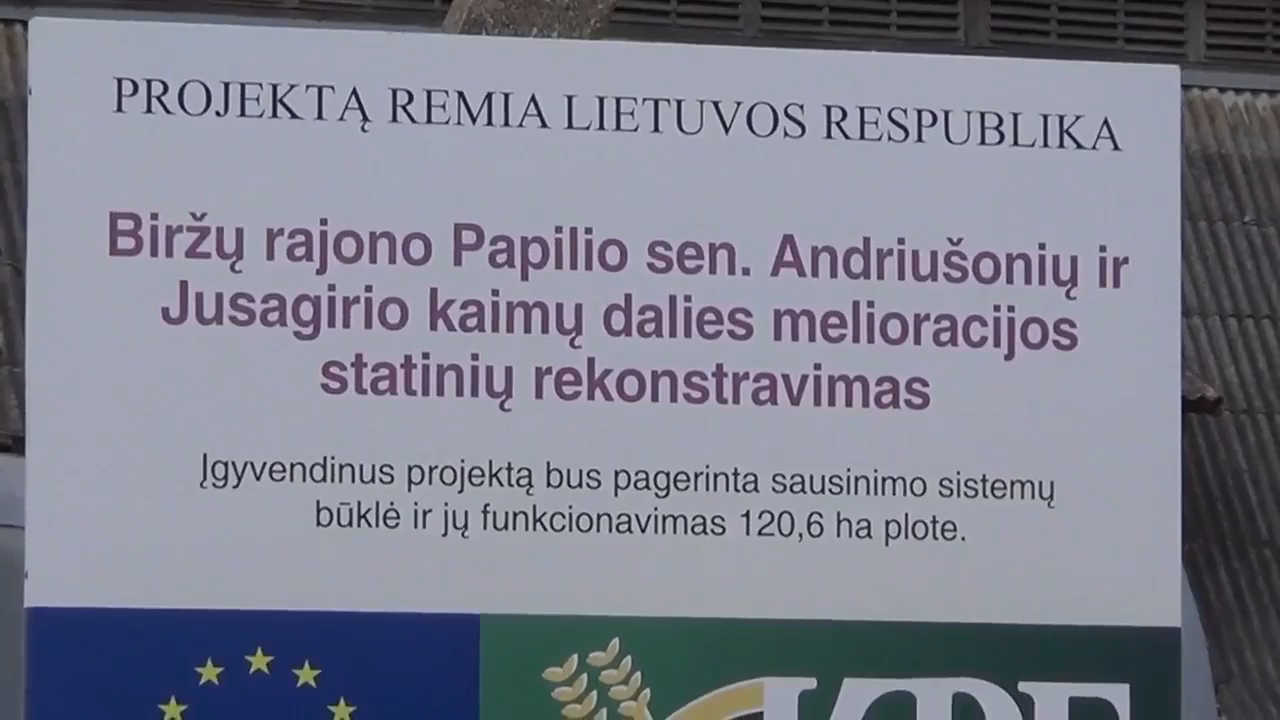 PROJEKTĄ REMIA LIETUVOS RESPUBLIKA
Biržų rajono Papilio sen. Andriušonių ir
Jusagirio kaimų dalies melioracijos
statinių rekonstravimas
Įgyvendinus projektą bus pagerinta sausinimo sistemų
būklė ir jų funkcionavimas 120,6 ha plote.